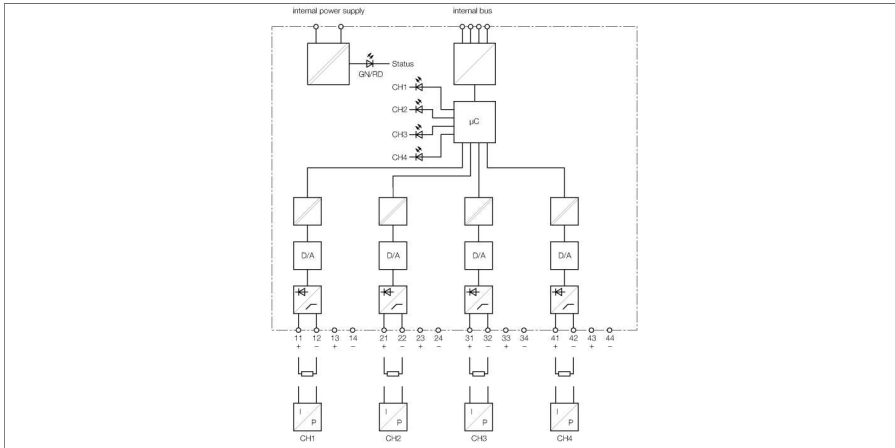 internal power supply internal bus
Status
GN/RD
CH1
CH2
CH3
CH4
µC
D/A D/A D/A D/A
11 12 13 14 21 22 23 24 31 32 33 34 41 42 43 44
+ − + − + − + − + − + − + − + −
I P I P I P I P
CH1 CH2 CH3 CH4